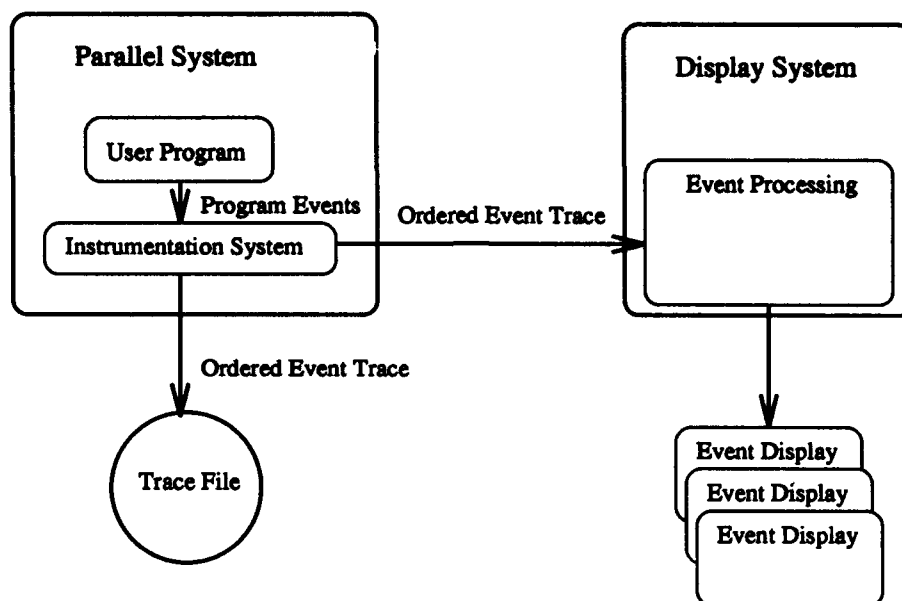 Parallel System
Display System
User Program
Event Processing
Program Events
Ordered Event Trace
Instrumentation System
Ordered Event Trace
Trace File
Event Display
Event Display
Event Display